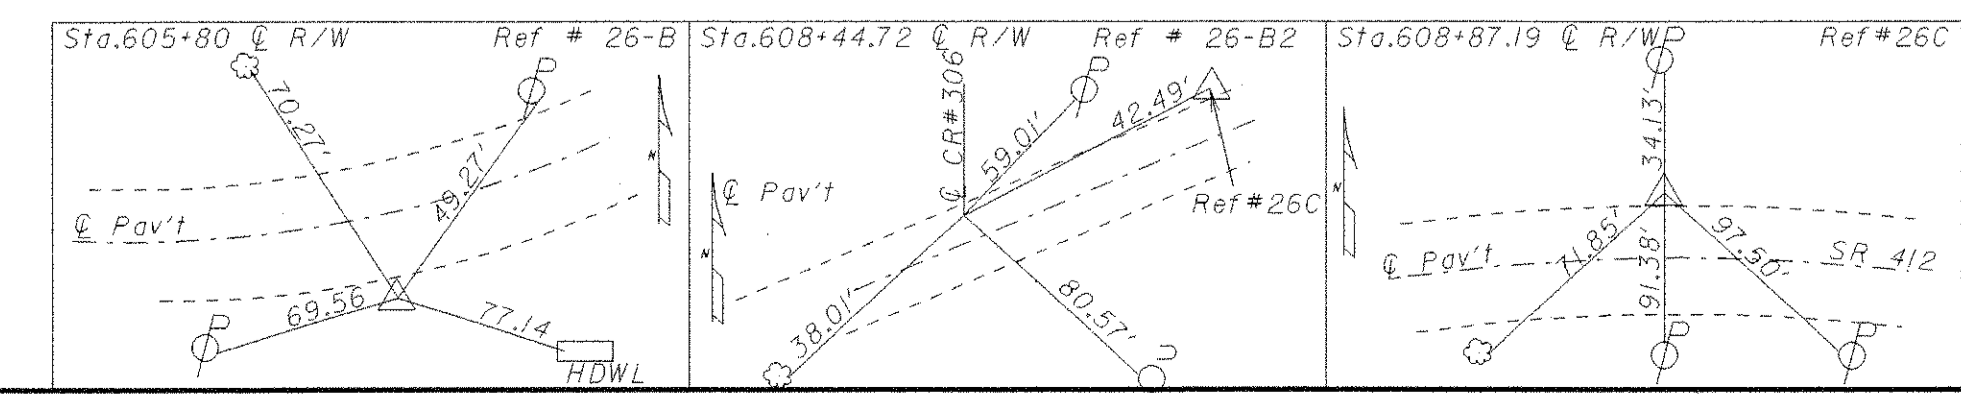 Sta.605+80 ℄ R/W Ref # 26-B
P
70.27'
49.27'
N
℄ Pav't
69.56
77.14
P
HDWL
Sta.608+44.72 ℄ R/W Ref # 26-B2
℄ CR#306
P
42.49'
59.01'
℄ Pav't
Ref#26C
N
38.01'
80.57'
Sta.608+87.19 ℄ R/W Ref#26C
P
34.13'
N
71.85'
91.38'
97.50'
℄ Pav't
SR 412
P
P